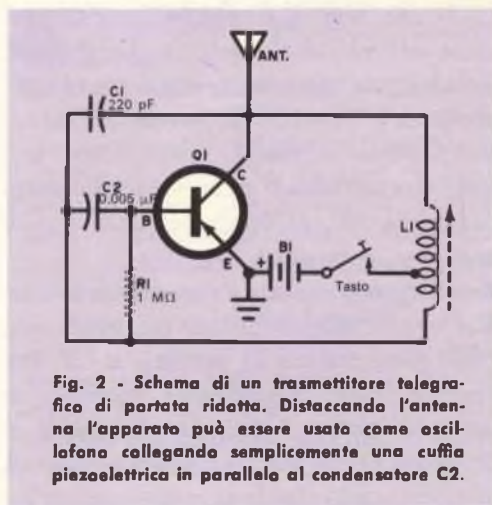 ANT.
C1
220 pF
Q1
C
C2
0,005 µF
B
E
+
B1
Tasto
L1
R1
1 MΩ
Fig. 2 - Schema di un trasmettitore telegra-
fico di portata ridotta. Distaccando l'anten-
na l'apparato può essere usato come oscil-
lofono collegando semplicemente una cuffia
piezoelettrica in parallelo al condensatore C2.